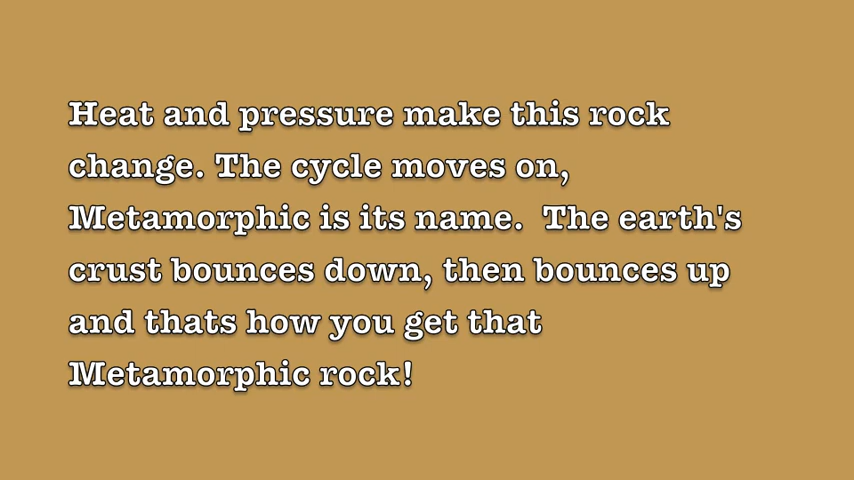 Heat and pressure make this rock
change. The cycle moves on,
Metamorphic is its name.  The earth's
crust bounces down, then bounces up
and thats how you get that
Metamorphic rock!